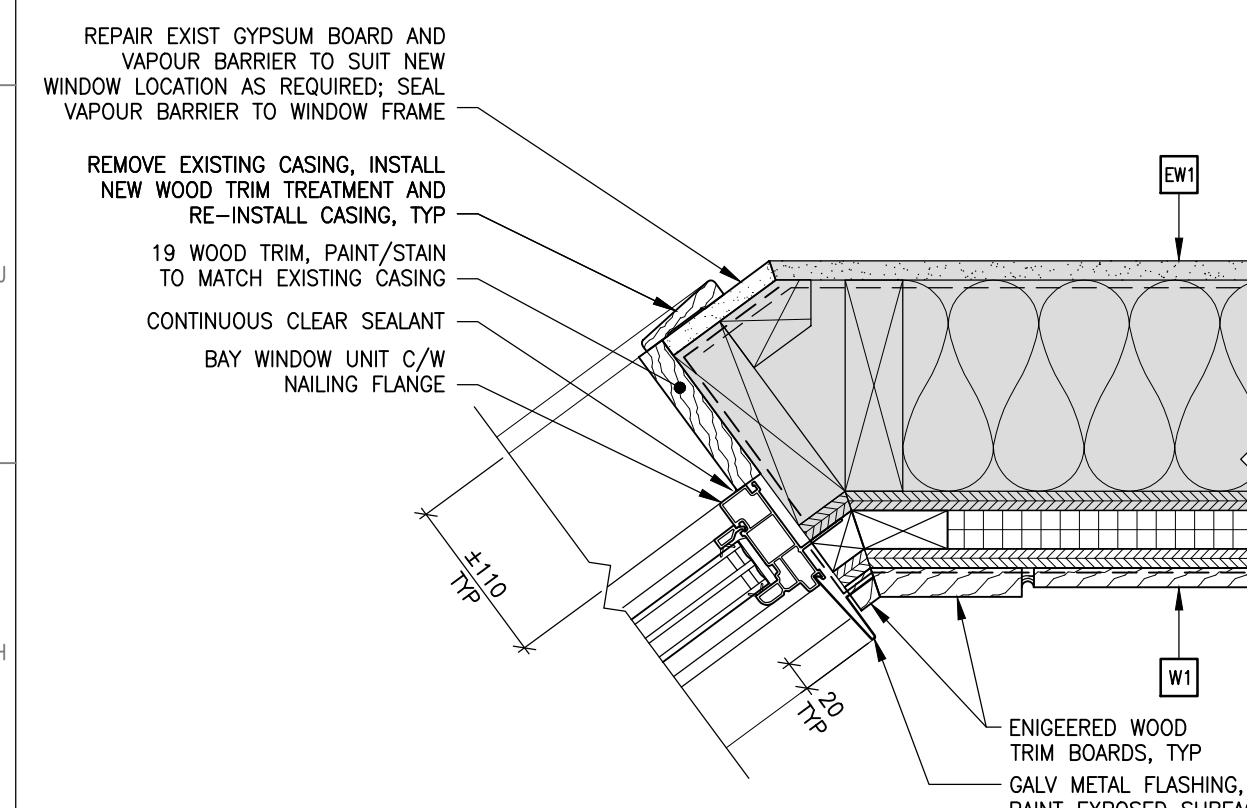 REPAIR EXIST GYPSUM BOARD AND
VAPOUR BARRIER TO SUIT NEW
WINDOW LOCATION AS REQUIRED; SEAL
VAPOUR BARRIER TO WINDOW FRAME
REMOVE EXISTING CASING, INSTALL
NEW WOOD TRIM TREATMENT AND
RE-INSTALL CASING, TYP
19 WOOD TRIM, PAINT/STAIN
TO MATCH EXISTING CASING
CONTINUOUS CLEAR SEALANT
BAY WINDOW UNIT C/W
NAILING FLANGE
EW1
±110
TYP
20
TYP
W1
ENIGEERED WOOD
TRIM BOARDS, TYP
GALV METAL FLASHING,
PAINT EXPOSED
J
H